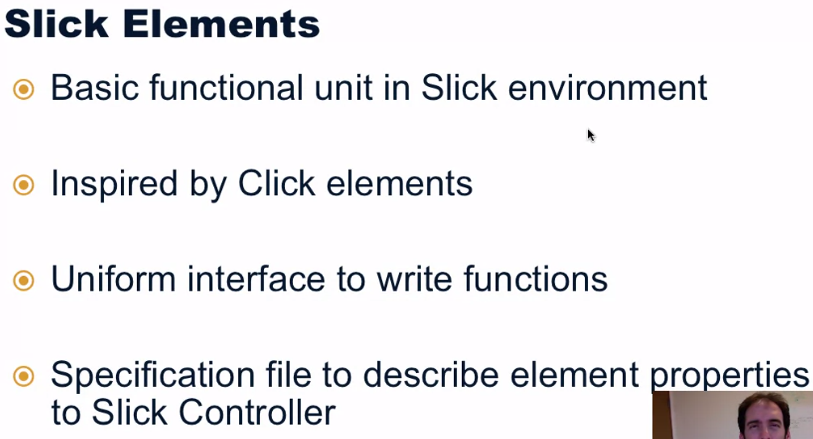 Slick Elements
Basic functional unit in Slick environment
Inspired by Click elements
Uniform interface to write functions
Specification file to describe element properties
to Slick Controller